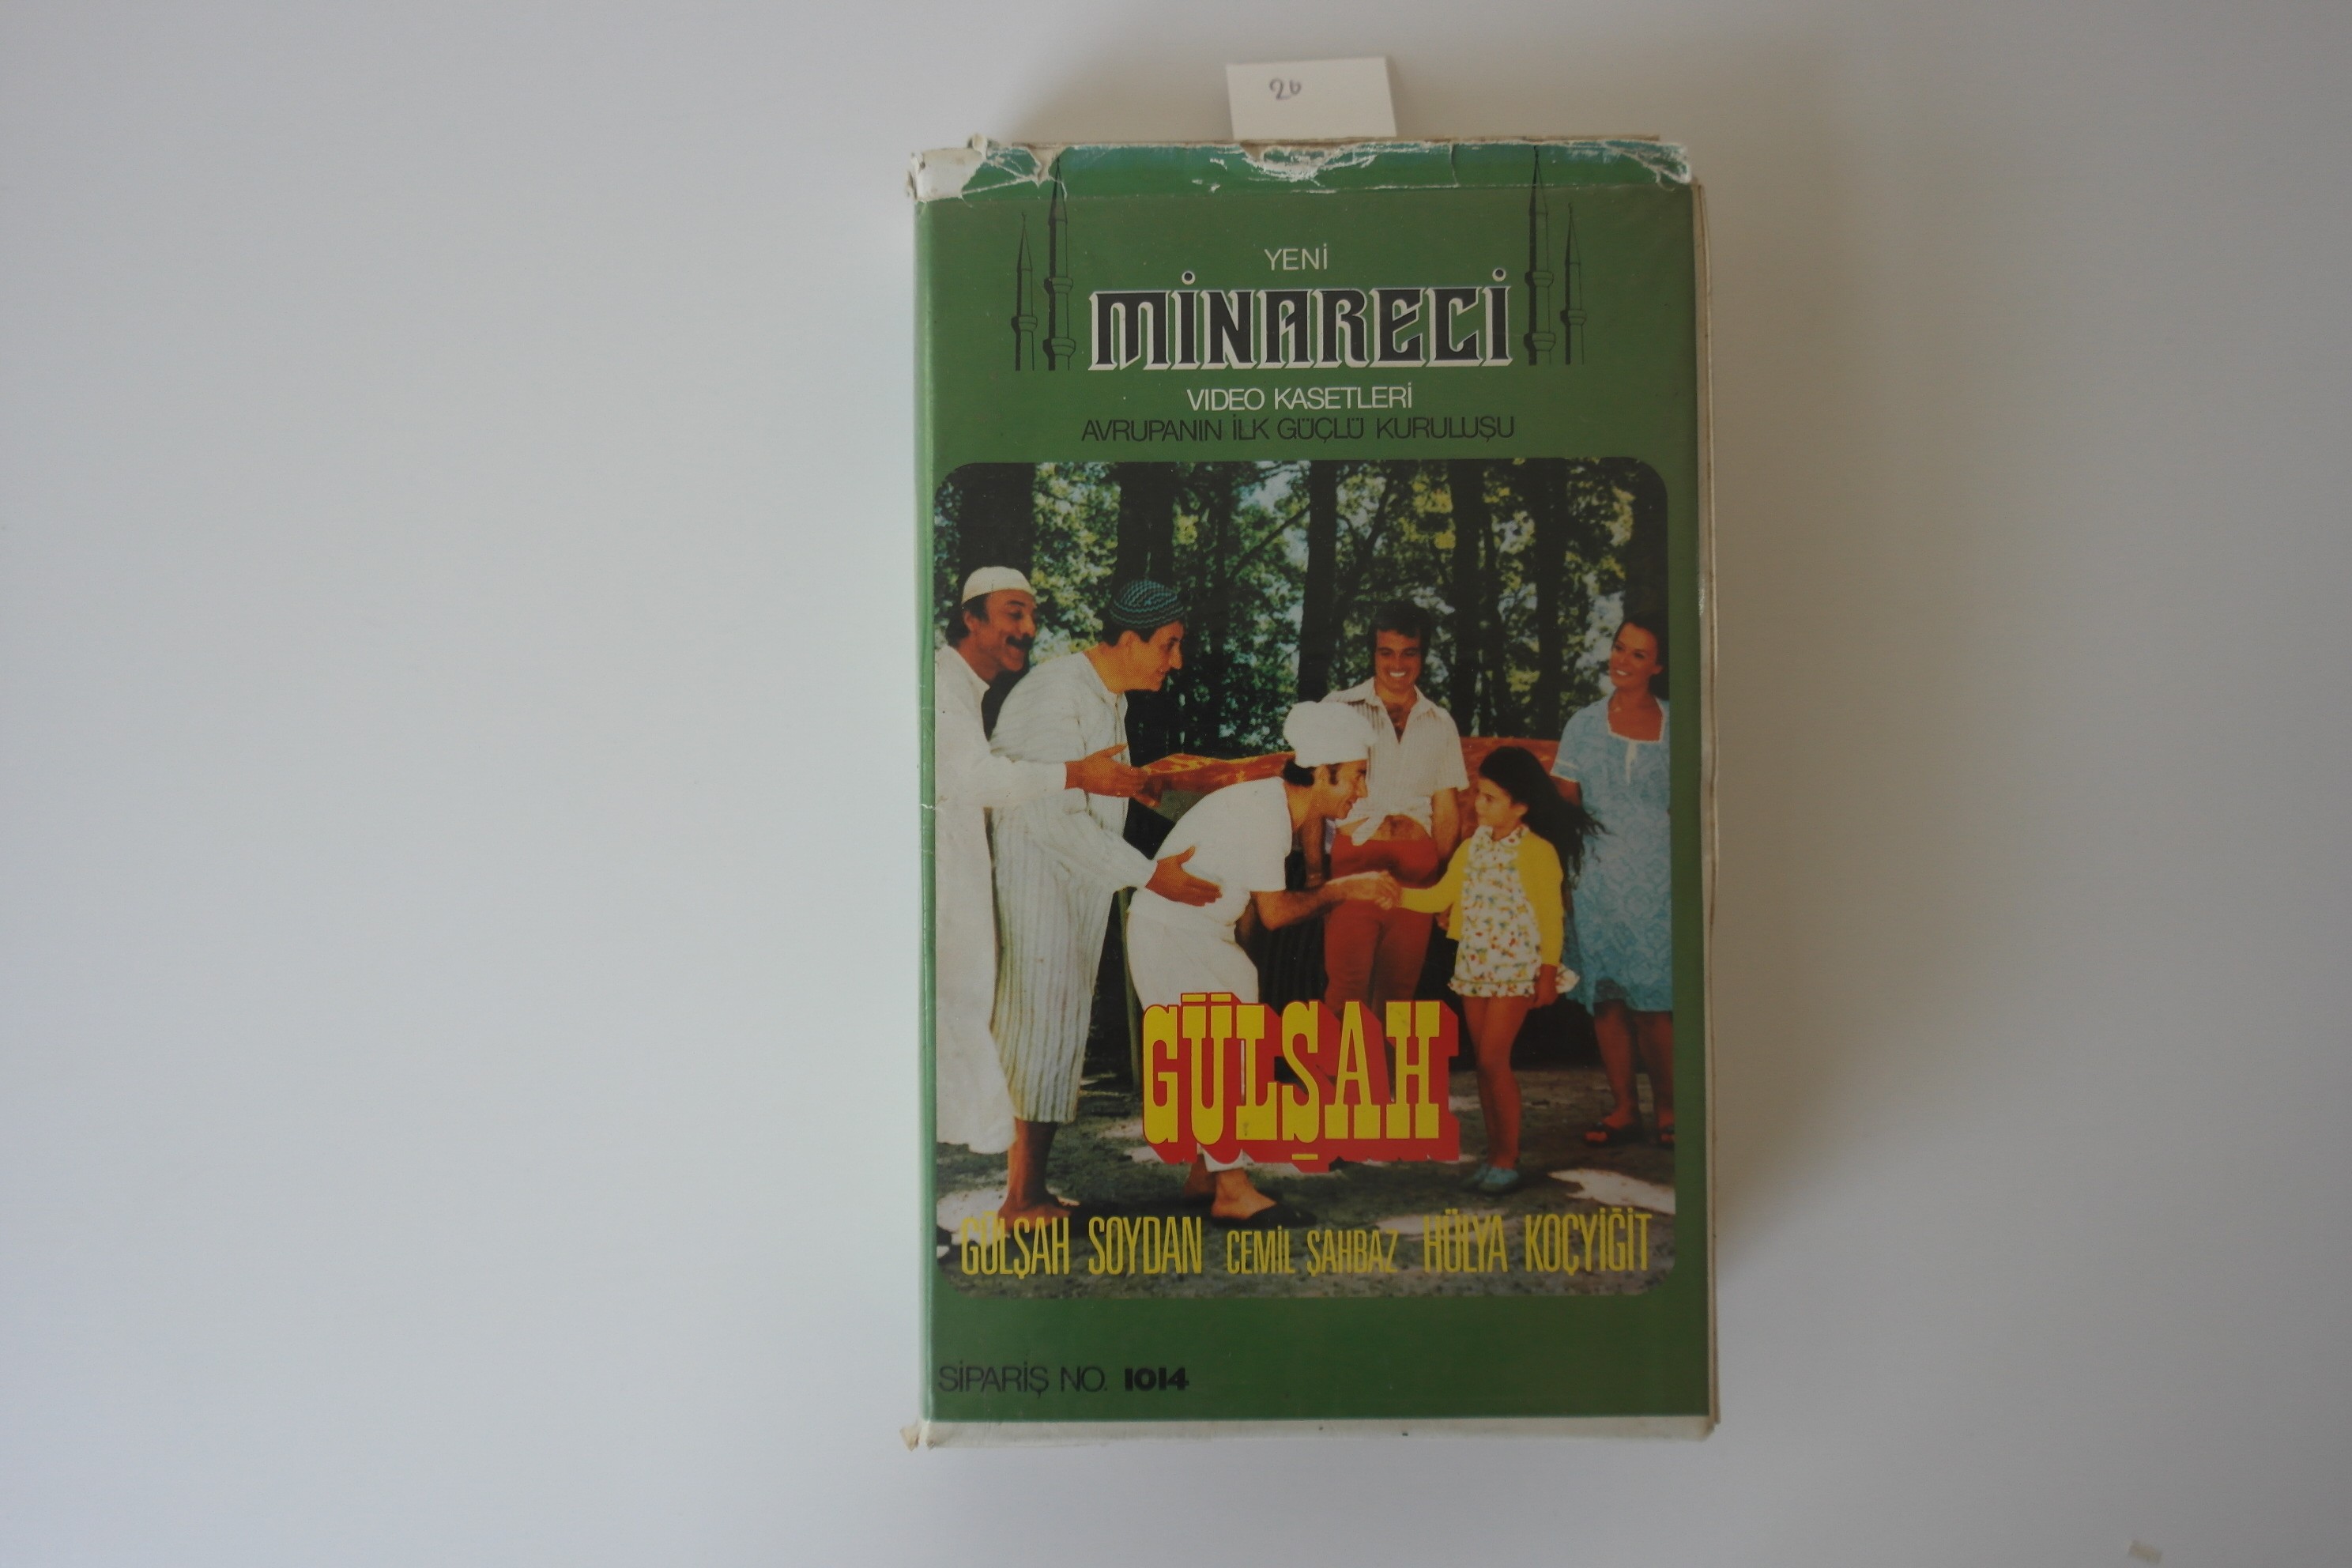 20
YENİ
MİNARECİ
VIDEO KASETLERİ
AVRUPANIN İLK GÜÇLÜ KURULUŞU
GÜLŞAH
GÜLŞAH SOYDAN CEMİL ŞAHBAZ HÜLYA KOÇYİĞİT
SİPARİŞ NO. 1014